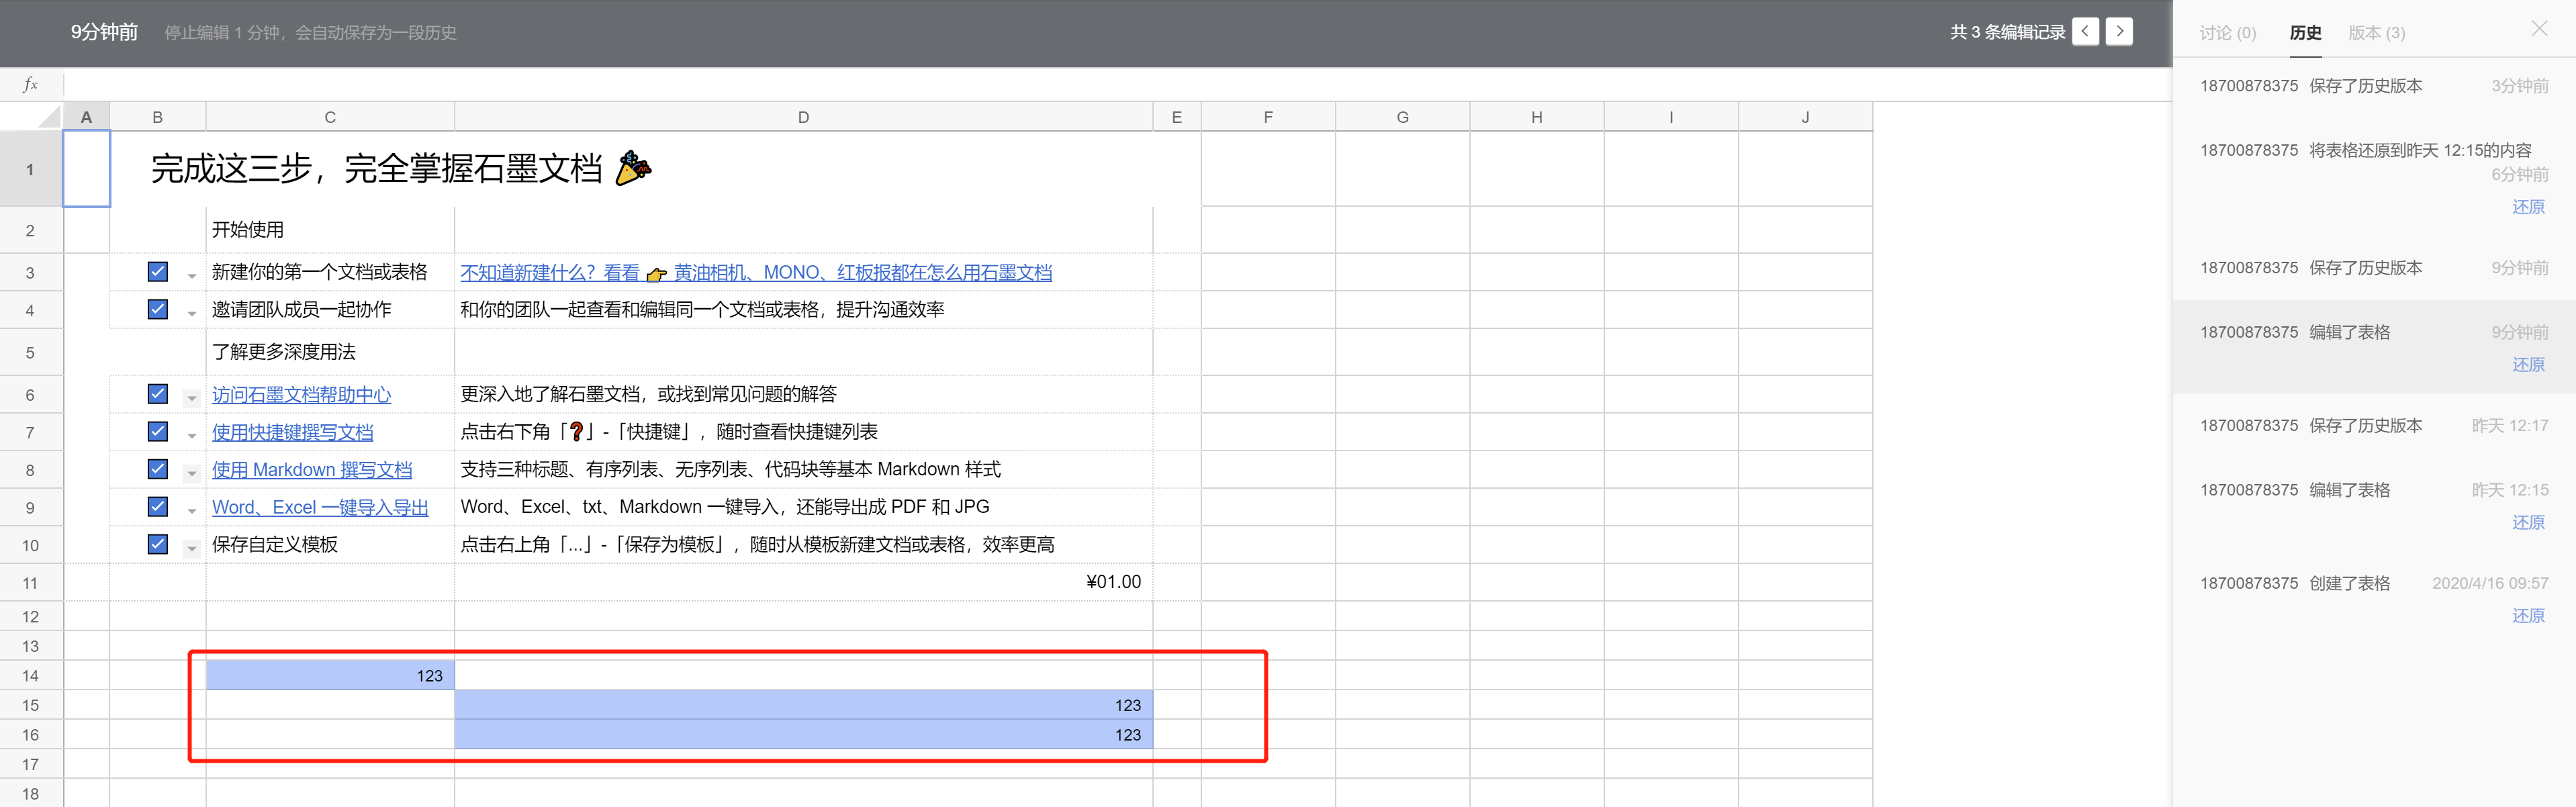 9分钟前 停止编辑 1 分钟，会自动保存为一段历史 共 3 条编辑记录
讨论 (0) 历史 版本 (3)
fx
A B C D E F G H I J
1 完成这三步，完全掌握石墨文档 🎉
2 开始使用
3 新建你的第一个文档或表格 不知道新建什么？看看 👉 黄油相机、MONO、红板报都在怎么用石墨文档
4 邀请团队成员一起协作 和你的团队一起查看和编辑同一个文档或表格，提升沟通效率
5 了解更多深度用法
6 访问石墨文档帮助中心 更深入地了解石墨文档，或找到常见问题的解答
7 使用快捷键撰写文档 点击右下角「❓」-「快捷键」，随时查看快捷键列表
8 使用 Markdown 撰写文档 支持三种标题、有序列表、无序列表、代码块等基本 Markdown 样式
9 Word、Excel 一键导入导出 Word、Excel、txt、Markdown 一键导入，还能导出成 PDF 和 JPG
10 保存自定义模板 点击右上角「...」-「保存为模板」，随时从模板新建文档或表格，效率更高
11 ¥01.00
12
13
14 123
15 123
16 123
17
18
18700878375 保存了历史版本 3分钟前
18700878375 将表格还原到昨天 12:15的内容
6分钟前
还原
18700878375 保存了历史版本 9分钟前
18700878375 编辑了表格 9分钟前
还原
18700878375 保存了历史版本 昨天 12:17
18700878375 编辑了表格 昨天 12:15
还原
18700878375 创建了表格 2020/4/16 09:57
还原